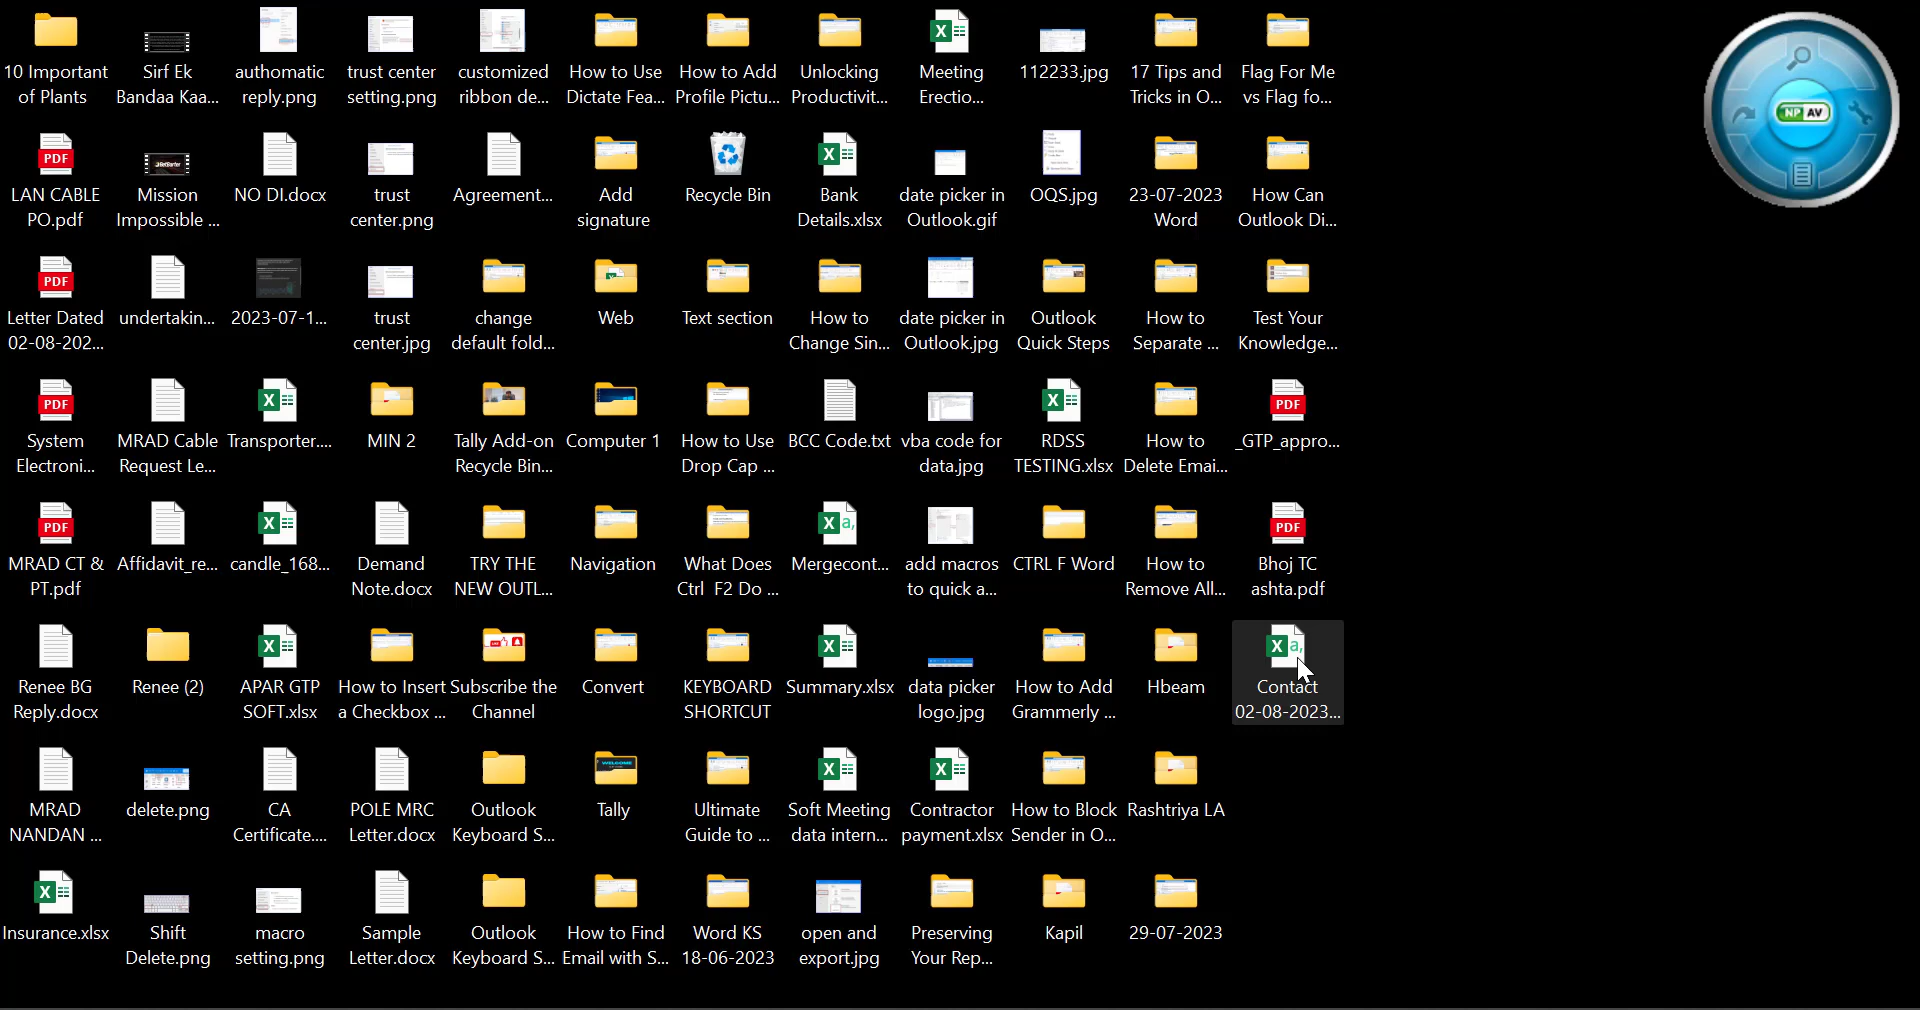 10 Important
of Plants
Sirf Ek
Bandaa Kaa...
authomatic
reply.png
trust center
setting.png
customized
ribbon de...
How to Use
Dictate Fea...
How to Add
Profile Pictu...
Unlocking
Productivit...
Meeting
Erectio...
112233.jpg
17 Tips and
Tricks in O...
Flag For Me
vs Flag fo...
NP AV
PDF
LAN CABLE
PO.pdf
Mission
Impossible ...
NO DI.docx
trust
center.png
Agreement...
Add
signature
Recycle Bin
Bank
Details.xlsx
date picker in
Outlook.gif
OQS.jpg
23-07-2023
Word
How Can
Outlook Di...
PDF
Letter Dated
02-08-202...
undertakin...
2023-07-1...
trust
center.jpg
change
default fold...
Web
Text section
How to
Change Sin...
date picker in
Outlook.jpg
Outlook
Quick Steps
How to
Separate ...
Test Your
Knowledge...
PDF
System
Electroni...
MRAD Cable
Request Le...
Transporter....
MIN 2
Tally Add-on
Recycle Bin...
Computer 1
How to Use
Drop Cap ...
BCC Code.txt
vba code for
data.jpg
RDSS
TESTING.xlsx
How to
Delete Emai...
PDF
_GTP_appro...
PDF
MRAD CT &
PT.pdf
Affidavit_re...
candle_168...
Demand
Note.docx
TRY THE
NEW OUTL...
Navigation
What Does
Ctrl  F2 Do ...
Mergecont...
add macros
to quick a...
CTRL F Word
How to
Remove All...
PDF
Bhoj TC
ashta.pdf
Renee BG
Reply.docx
Renee (2)
APAR GTP
SOFT.xlsx
How to Insert
a Checkbox ...
Subscribe the
Channel
Convert
KEYBOARD
SHORTCUT
Summary.xlsx
data picker
logo.jpg
How to Add
Grammerly ...
Hbeam
Contact
02-08-2023...
MRAD
NANDAN ...
delete.png
CA
Certificate....
POLE MRC
Letter.docx
Outlook
Keyboard S...
WELCOME
Tally
Ultimate
Guide to ...
Soft Meeting
data intern...
Contractor
payment.xlsx
How to Block
Sender in O...
Rashtriya LA
Insurance.xlsx
Shift
Delete.png
macro
setting.png
Sample
Letter.docx
Outlook
Keyboard S...
How to Find
Email with S...
Word KS
18-06-2023
open and
export.jpg
Preserving
Your Rep...
Kapil
29-07-2023